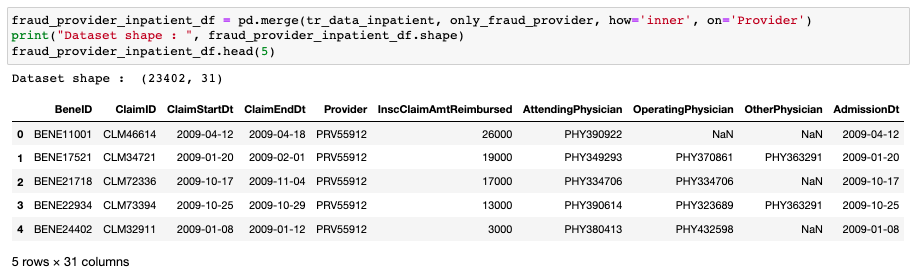 fraud_provider_inpatient_df = pd.merge(tr_data_inpatient, only_fraud_provider, how='inner', on='Provider')
print("Dataset shape : ", fraud_provider_inpatient_df.shape)
fraud_provider_inpatient_df.head(5)
Dataset shape :  (23402, 31)
BeneID ClaimID ClaimStartDt ClaimEndDt Provider InscClaimAmtReimbursed AttendingPhysician OperatingPhysician OtherPhysician AdmissionDt
0 BENE11001 CLM46614 2009-04-12 2009-04-18 PRV55912 26000 PHY390922 NaN NaN 2009-04-12
1 BENE17521 CLM34721 2009-01-20 2009-02-01 PRV55912 19000 PHY349293 PHY370861 PHY363291 2009-01-20
2 BENE21718 CLM72336 2009-10-17 2009-11-04 PRV55912 17000 PHY334706 PHY334706 NaN 2009-10-17
3 BENE22934 CLM73394 2009-10-25 2009-10-29 PRV55912 13000 PHY390614 PHY323689 PHY363291 2009-10-25
4 BENE24402 CLM32911 2009-01-08 2009-01-12 PRV55912 3000 PHY380413 PHY432598 NaN 2009-01-08
5 rows × 31 columns